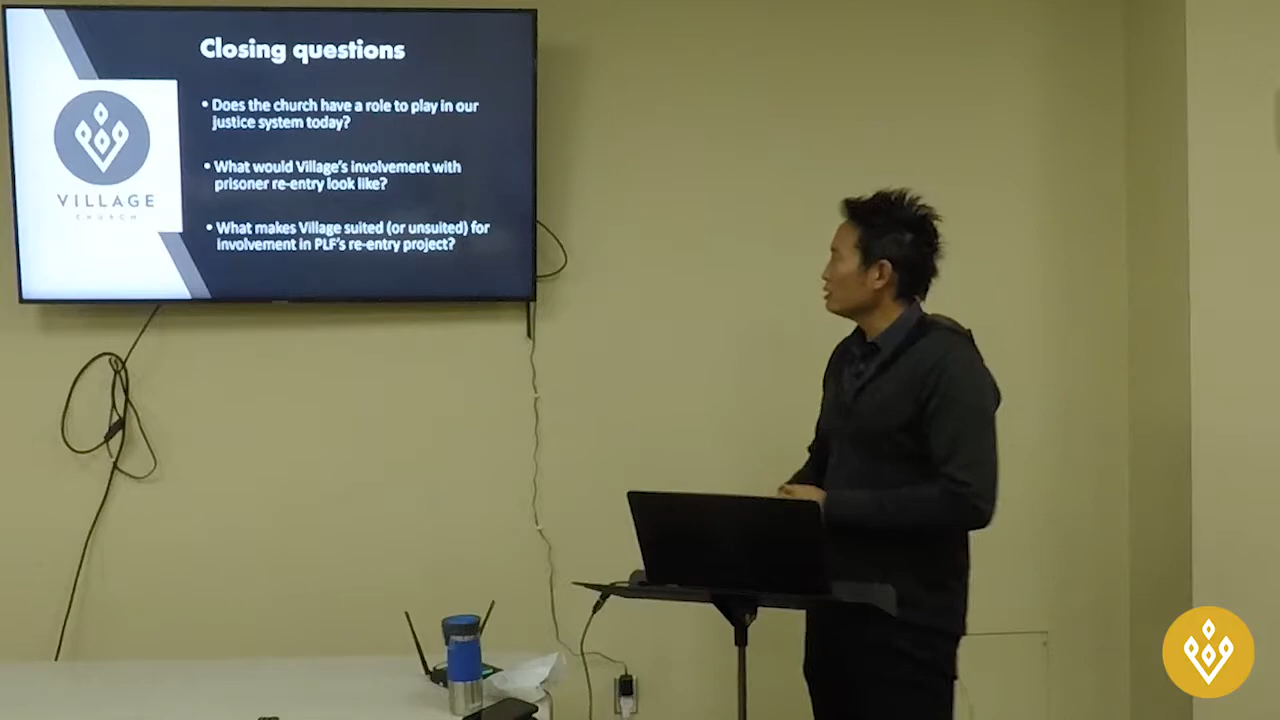 Closing questions
• Does the church have a role to play in our
justice system today?
• What would Village's involvement with
prisoner re-entry look like?
• What makes Village suited (or unsuited) for
involvement in PLF's re-entry project?
VILLAGE
CHURCH